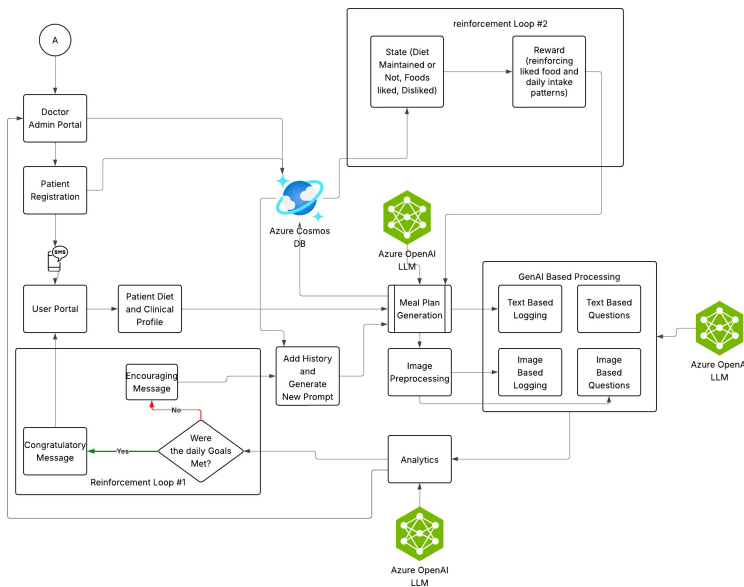 A
reinforcement Loop #2
State (Diet
Maintained or
Not, Foods
liked, Disliked)
Reward
(reinforcing
liked food and
daily intake
patterns)
Doctor
Admin Portal
Patient
Registration
SMS
Azure Cosmos
DB
Azure OpenAI
LLM
GenAI Based Processing
User Portal
Patient Diet
and Clinical
Profile
Meal Plan
Generation
Text Based
Logging
Text Based
Questions
Add History
and
Generate
New Prompt
Image
Preprocessing
Image
Based
Logging
Image
Based
Questions
Azure OpenAI
LLM
Encouraging
Message
No
Were
the daily Goals
Met?
Yes
Congratulatory
Message
Reinforcement Loop #1
Analytics
Azure OpenAI
LLM